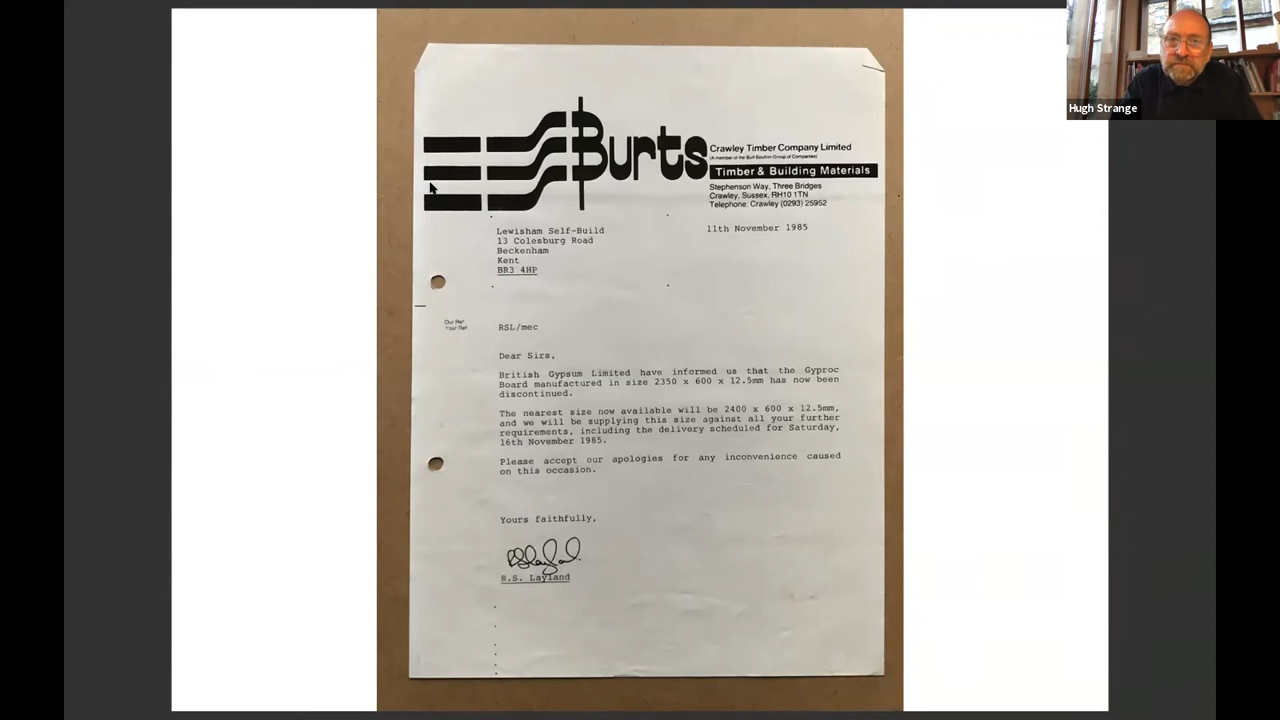 Burts
Crawley Timber Company Limited
(A member of the Burt Boulton Group of Companies)
Timber & Building Materials
Stephenson Way, Three Bridges
Crawley, Sussex, RH10 1TN
Telephone: Crawley (0293) 25952
Lewisham Self-Build
13 Colesburg Road
Beckenham
Kent
BR3 4HP
11th November 1985
Our Ref:
Your Ref:
RSL/mec
Dear Sirs,
British Gypsum Limited have informed us that the Gyproc
Board manufactured in size 2350 x 600 x 12.5mm has now been
discontinued.
The nearest size now available will be 2400 x 600 x 12.5mm,
and we will be supplying this size against all your further
requirements, including the delivery scheduled for Saturday,
16th November 1985.
Please accept our apologies for any inconvenience caused
on this occasion.
Yours faithfully,
R.S. Layland
Hugh Strange